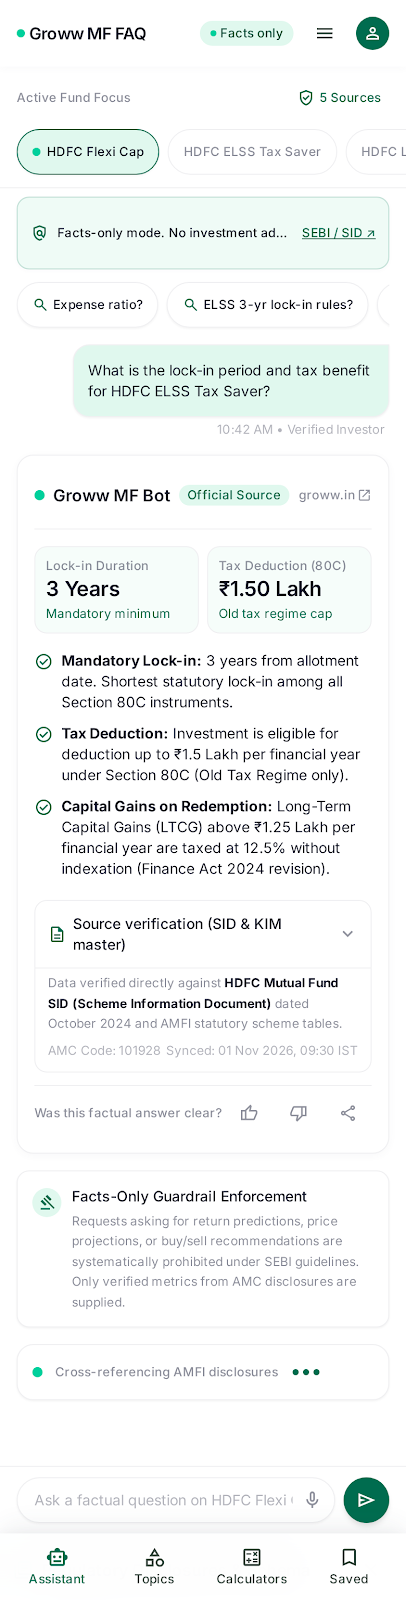 Groww MF FAQ
Facts only
Active Fund Focus
5 Sources
HDFC Flexi Cap
HDFC ELSS Tax Saver
HDFC L
Facts-only mode. No investment ad...
SEBI / SID ↗
Expense ratio?
ELSS 3-yr lock-in rules?
What is the lock-in period and tax benefit
for HDFC ELSS Tax Saver?
10:42 AM • Verified Investor
Groww MF Bot
Official Source
groww.in
Lock-in Duration
3 Years
Mandatory minimum
Tax Deduction (80C)
₹1.50 Lakh
Old tax regime cap
Mandatory Lock-in: 3 years from allotment
date. Shortest statutory lock-in among all
Section 80C instruments.
Tax Deduction: Investment is eligible for
deduction up to ₹1.5 Lakh per financial year
under Section 80C (Old Tax Regime only).
Capital Gains on Redemption: Long-Term
Capital Gains (LTCG) above ₹1.25 Lakh per
financial year are taxed at 12.5% without
indexation (Finance Act 2024 revision).
Source verification (SID & KIM
master)
Data verified directly against HDFC Mutual Fund
SID (Scheme Information Document) dated
October 2024 and AMFI statutory scheme tables.
AMC Code: 101928 Synced: 01 Nov 2026, 09:30 IST
Was this factual answer clear?
Facts-Only Guardrail Enforcement
Requests asking for return predictions, price
projections, or buy/sell recommendations are
systematically prohibited under SEBI guidelines.
Only verified metrics from AMC disclosures are
supplied.
Cross-referencing AMFI disclosures
Ask a factual question on HDFC Flexi
Assistant
Topics
Calculators
Saved